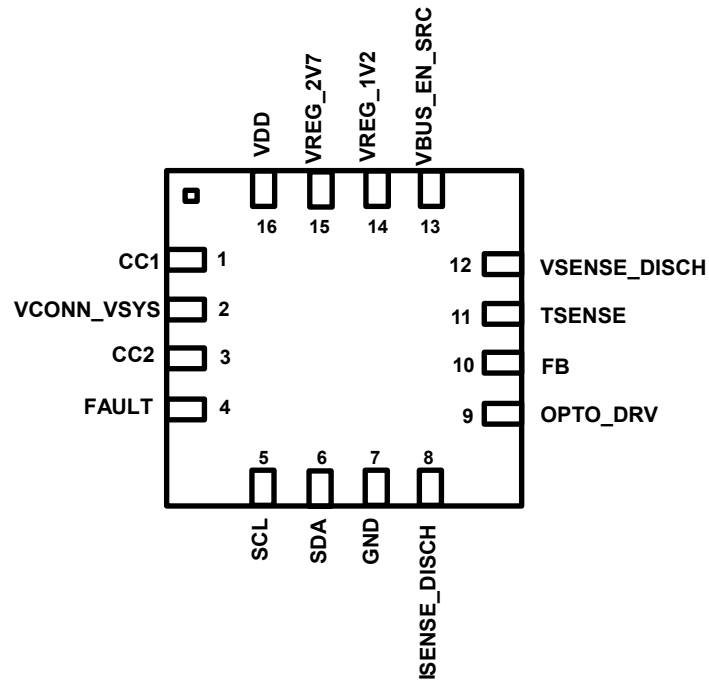 VDD
VREG_2V7
VREG_1V2
VBUS_EN_SRC
16
15
14
13
CC1
1
VCONN_VSYS
2
CC2
3
FAULT
4
12
VSENSE_DISCH
11
TSENSE
10
FB
9
OPTO_DRV
5
6
7
8
SCL
SDA
GND
ISENSE_DISCH